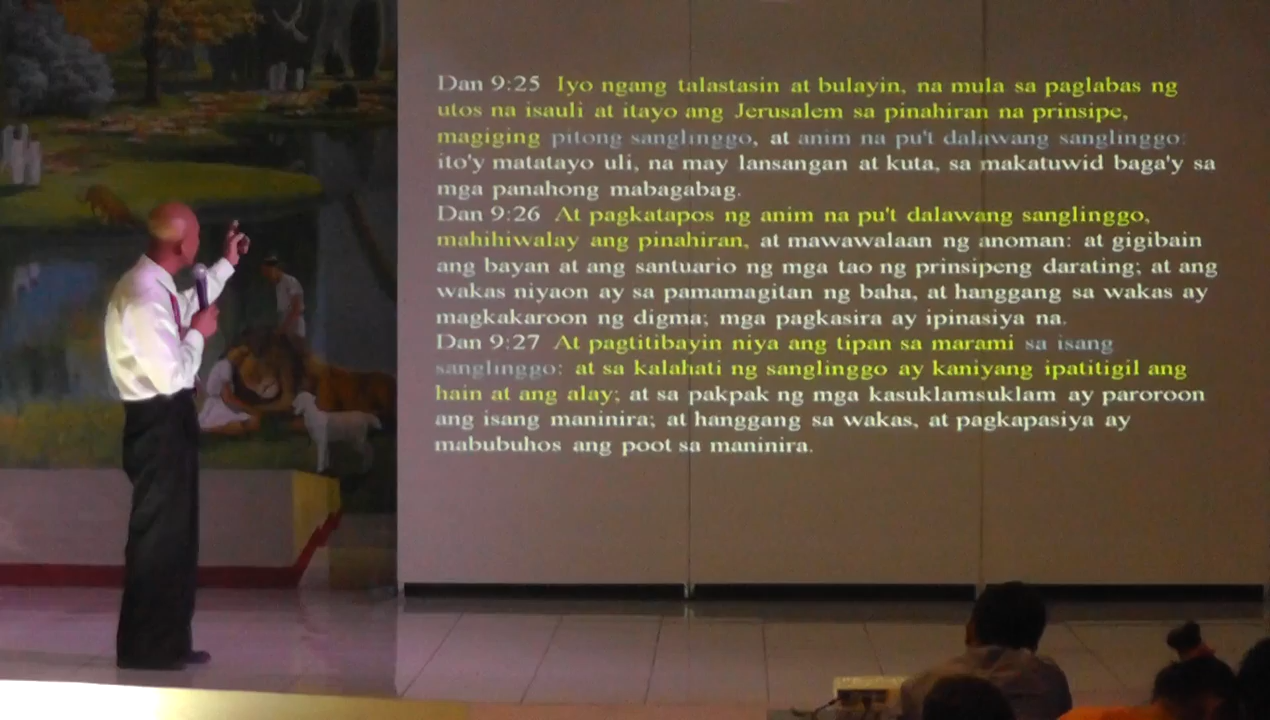 Dan 9:25 Iyo ngang talastasin at bulayin, na mula sa paglabas ng
utos na isauli at itayo ang Jerusalem sa pinahiran na prinsipe,
magiging pitong sanglinggo, at anim na pu't dalawang sanglinggo:
ito'y matatayo uli, na may lansangan at kuta, sa makatuwid baga'y sa
mga panahong mabagabag.
Dan 9:26 At pagkatapos ng anim na pu't dalawang sanglinggo,
mahihiwalay ang pinahiran, at mawawalaan ng anoman: at gigibain
ang bayan at ang santuario ng mga tao ng prinsipeng darating; at ang
wakas niyaon ay sa pamamagitan ng baha, at hanggang sa wakas ay
magkakaroon ng digma; mga pagkasira ay ipinasiya na.
Dan 9:27 At pagtitibayin niya ang tipan sa marami sa isang
sanglinggo: at sa kalahati ng sanglinggo ay kaniyang ipatitigil ang
hain at ang alay; at sa pakpak ng mga kasuklamsuklam ay paroroon
ang isang maninira; at hanggang sa wakas, at pagkapasiya ay
mabubuhos ang poot sa maninira.